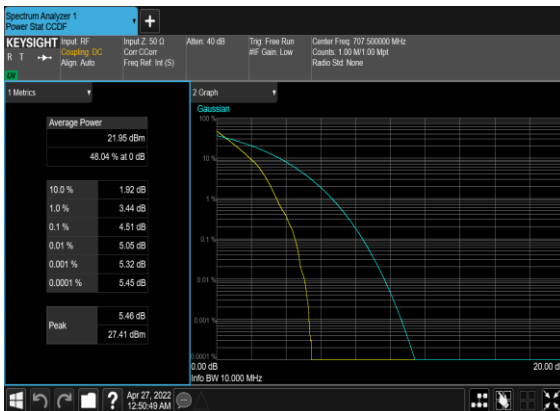 Spectrum Analyzer 1
Power Stat CCDF
+
KEYSIGHT
R T
LV
Input: RF
Coupling: DC
Align: Auto
Input Z: 50 Ω
Corr CCorr
Freq Ref: Int (S)
Atten: 40 dB
Trig: Free Run
#IF Gain: Low
Center Freq: 707.500000 MHz
Counts: 1.00 M/1.00 Mpt
Radio Std: None
1 Metrics
Average Power
21.95 dBm
48.04 % at 0 dB
10.0 % 1.92 dB
1.0 % 3.44 dB
0.1 % 4.51 dB
0.01 % 5.05 dB
0.001 % 5.32 dB
0.0001 % 5.45 dB
Peak
5.46 dB
27.41 dBm
2 Graph
Gaussian
100 %
10 %
1 %
0.1 %
0.01 %
0.001 %
0.0001 %
0.00 dB
20.00 d
Info BW 10.000 MHz
?
Apr 27, 2022
12:50:49 AM